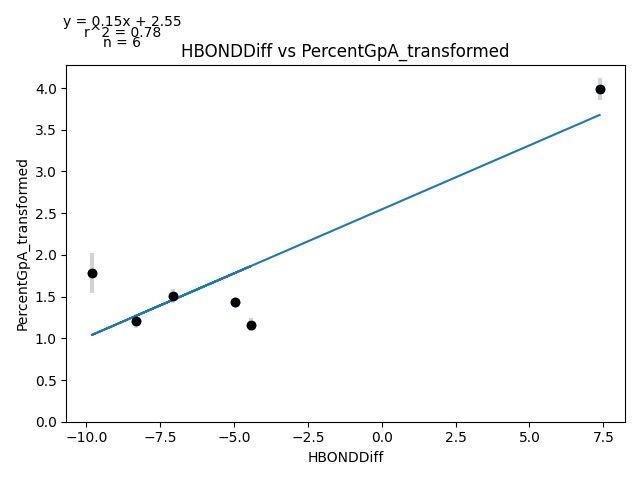 y = 0.15x + 2.55
r^2 = 0.78
n = 6
HBONDDiff vs PercentGpA_transformed
PercentGpA_transformed
4.0
3.5
3.0
2.5
2.0
1.5
1.0
0.5
0.0
−10.0 −7.5 −5.0 −2.5 0.0 2.5 5.0 7.5
HBONDDiff